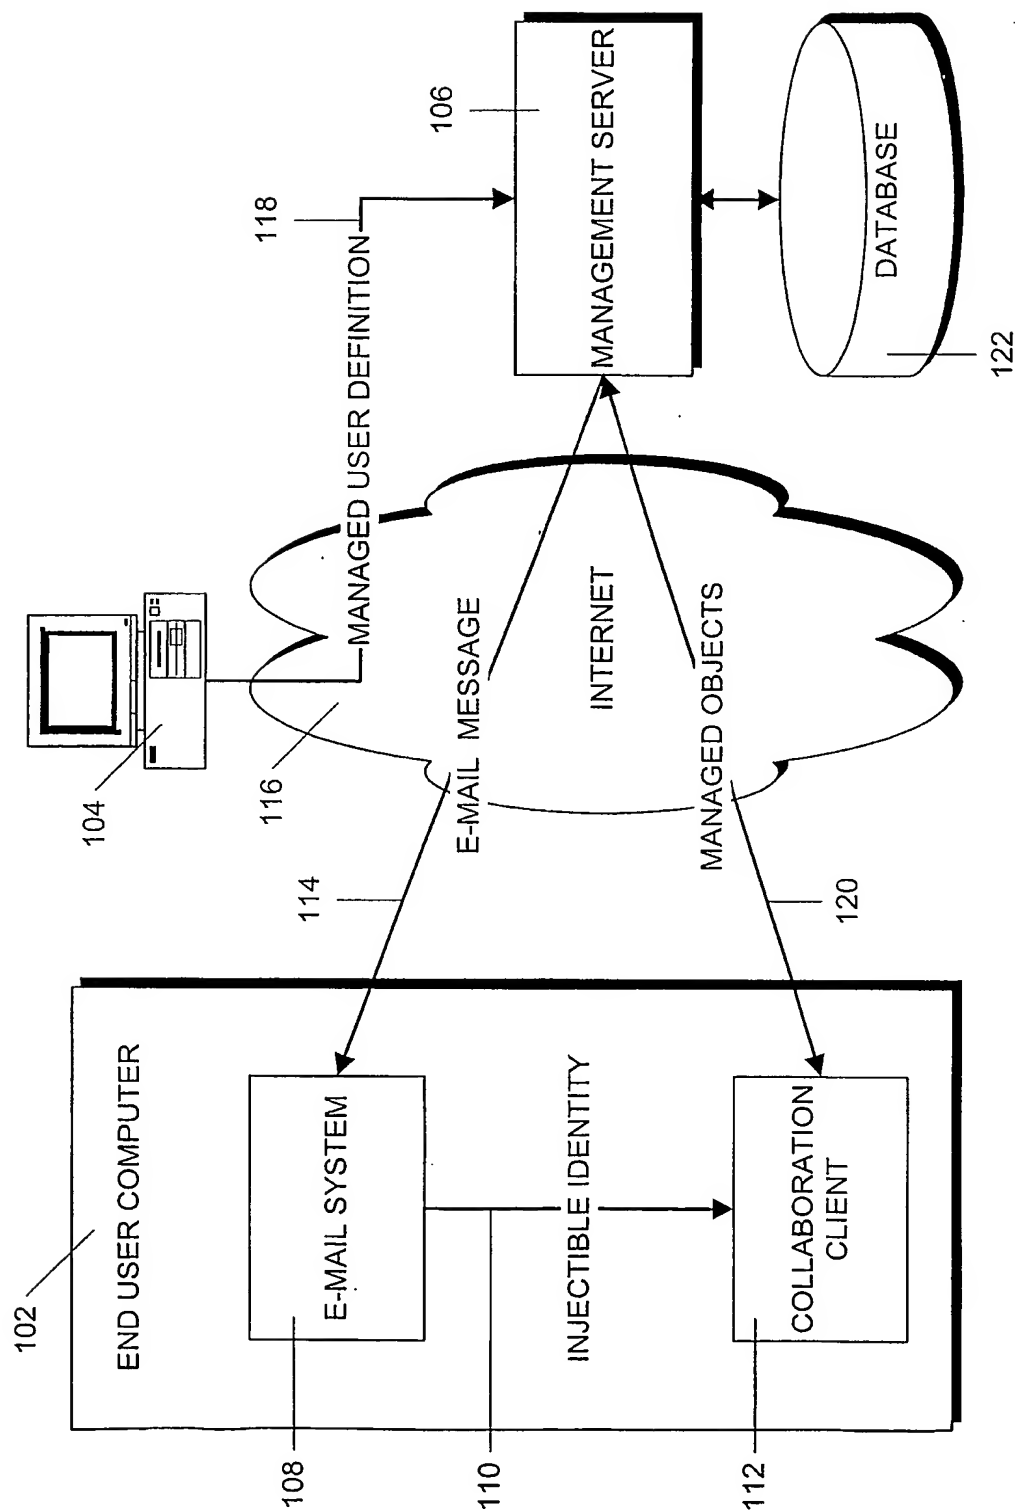 102
END USER COMPUTER
108
E-MAIL SYSTEM
110
INJECTIBLE IDENTITY
112
COLLABORATION
CLIENT
104
116
114
E-MAIL MESSAGE
INTERNET
MANAGED OBJECTS
120
118
MANAGED USER DEFINITION
106
MANAGEMENT SERVER
DATABASE
122